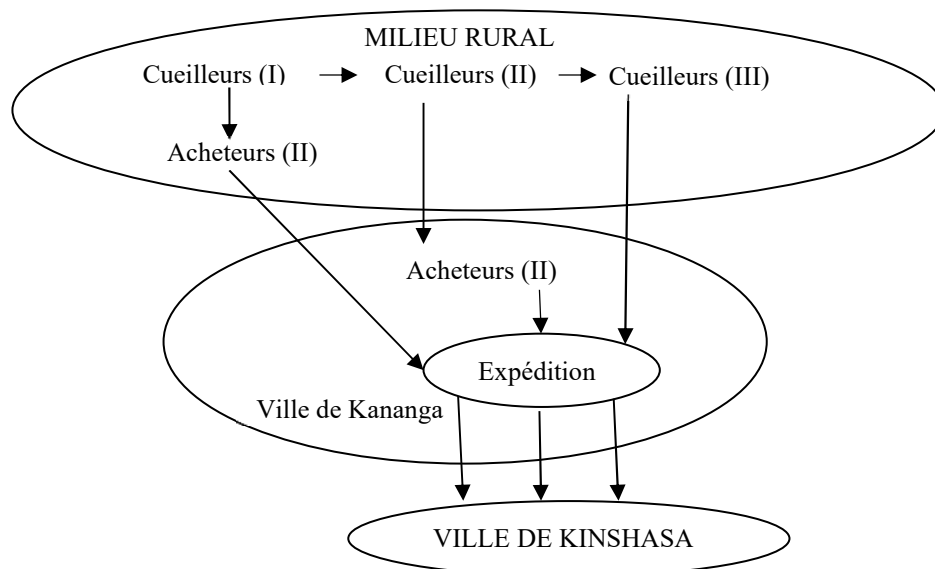 MILIEU RURAL
Cueilleurs (I) Cueilleurs (II) Cueilleurs (III)
Acheteurs (II)
Acheteurs (II)
Expédition
Ville de Kananga
VILLE DE KINSHASA